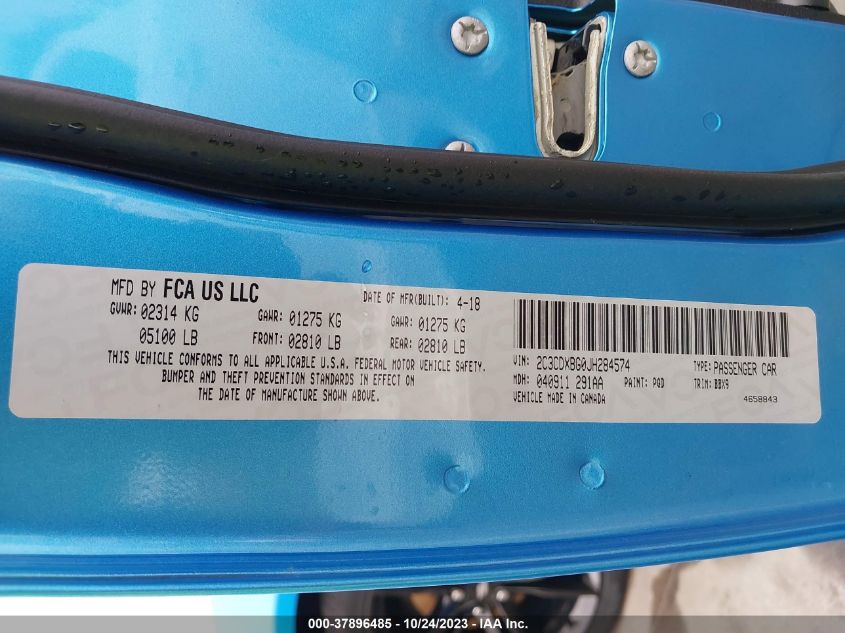 MFD BY FCA US LLC
DATE OF MFR(BUILT): 4-18
GVWR: 02314 KG GAWR: 01275 KG GAWR: 01275 KG
05100 LB FRONT: 02810 LB REAR: 02810 LB
THIS VEHICLE CONFORMS TO ALL APPLICABLE U.S.A. FEDERAL MOTOR VEHICLE SAFETY,
BUMPER AND THEFT PREVENTION STANDARDS IN EFFECT ON
THE DATE OF MANUFACTURE SHOWN ABOVE.
VIN: 2C3CDXBG0JH284574 TYPE: PASSENGER CAR
MDH: 040911 291AA PAINT: PQD TRIM: BBX9
VEHICLE MADE IN CANADA 4658843
000-37896485 - 10/24/2023 - IAAI Inc.